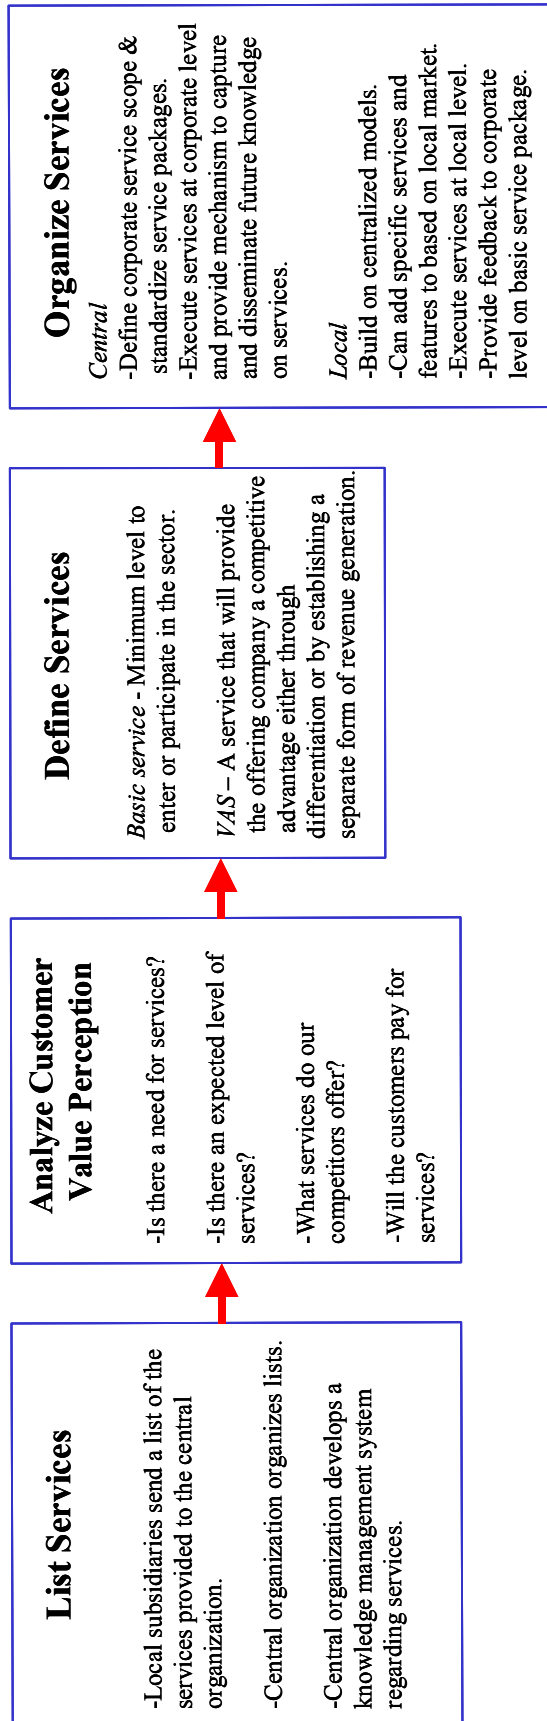 List Services
-Local subsidiaries send a list of the
services provided to the central
organization.
-Central organization organizes lists.
-Central organization develops a
knowledge management system
regarding services.
Analyze Customer
Value Perception
-Is there a need for services?
-Is there an expected level of
services?
-What services do our
competitors offer?
-Will the customers pay for
services?
Define Services
Basic service - Minimum level to
enter or participate in the sector.
VAS – A service that will provide
the offering company a competitive
advantage either through
differentiation or by establishing a
separate form of revenue generation.
Organize Services
Central
-Define corporate service scope &
standardize service packages.
-Execute services at corporate level
and provide mechanism to capture
and disseminate future knowledge
on services.
Local
-Build on centralized models.
-Can add specific services and
features to based on local market.
-Execute services at local level.
-Provide feedback to corporate
level on basic service package.